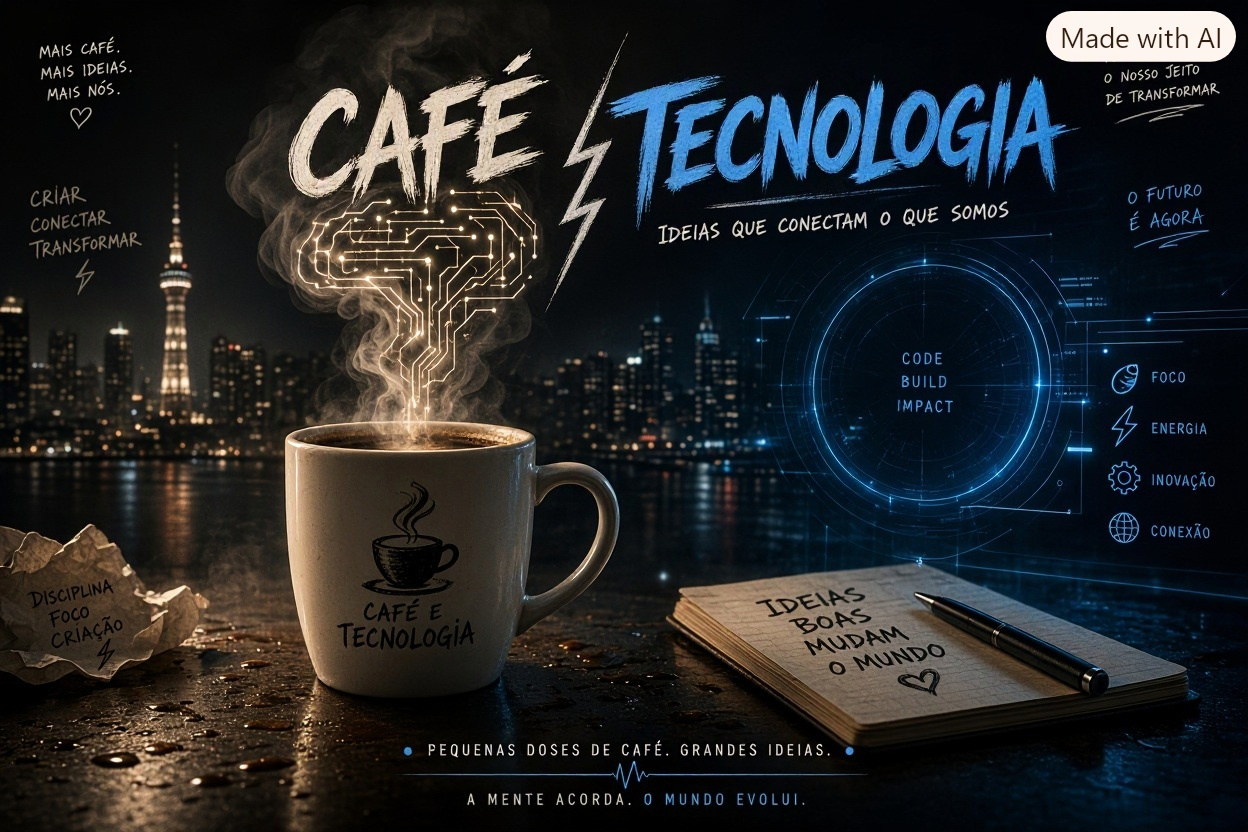 Made with AI
MAIS CAFÉ.
MAIS IDEIAS.
MAIS NÓS.
O NOSSO JEITO
DE TRANSFORMAR
CAFÉ
TECNOLOGIA
IDEIAS QUE CONECTAM O QUE SOMOS
CRIAR
CONECTAR
TRANSFORMAR
O FUTURO
É AGORA
CODE
BUILD
IMPACT
FOCO
ENERGIA
INOVAÇÃO
CONEXÃO
DISCIPLINA
FOCO
CRIAÇÃO
CAFÉ E
TECNOLOGIA
IDEIAS
BOAS
MUDAM
O MUNDO
PEQUENAS DOSES DE CAFÉ. GRANDES IDEIAS.
A MENTE ACORDA. O MUNDO EVOLUI.